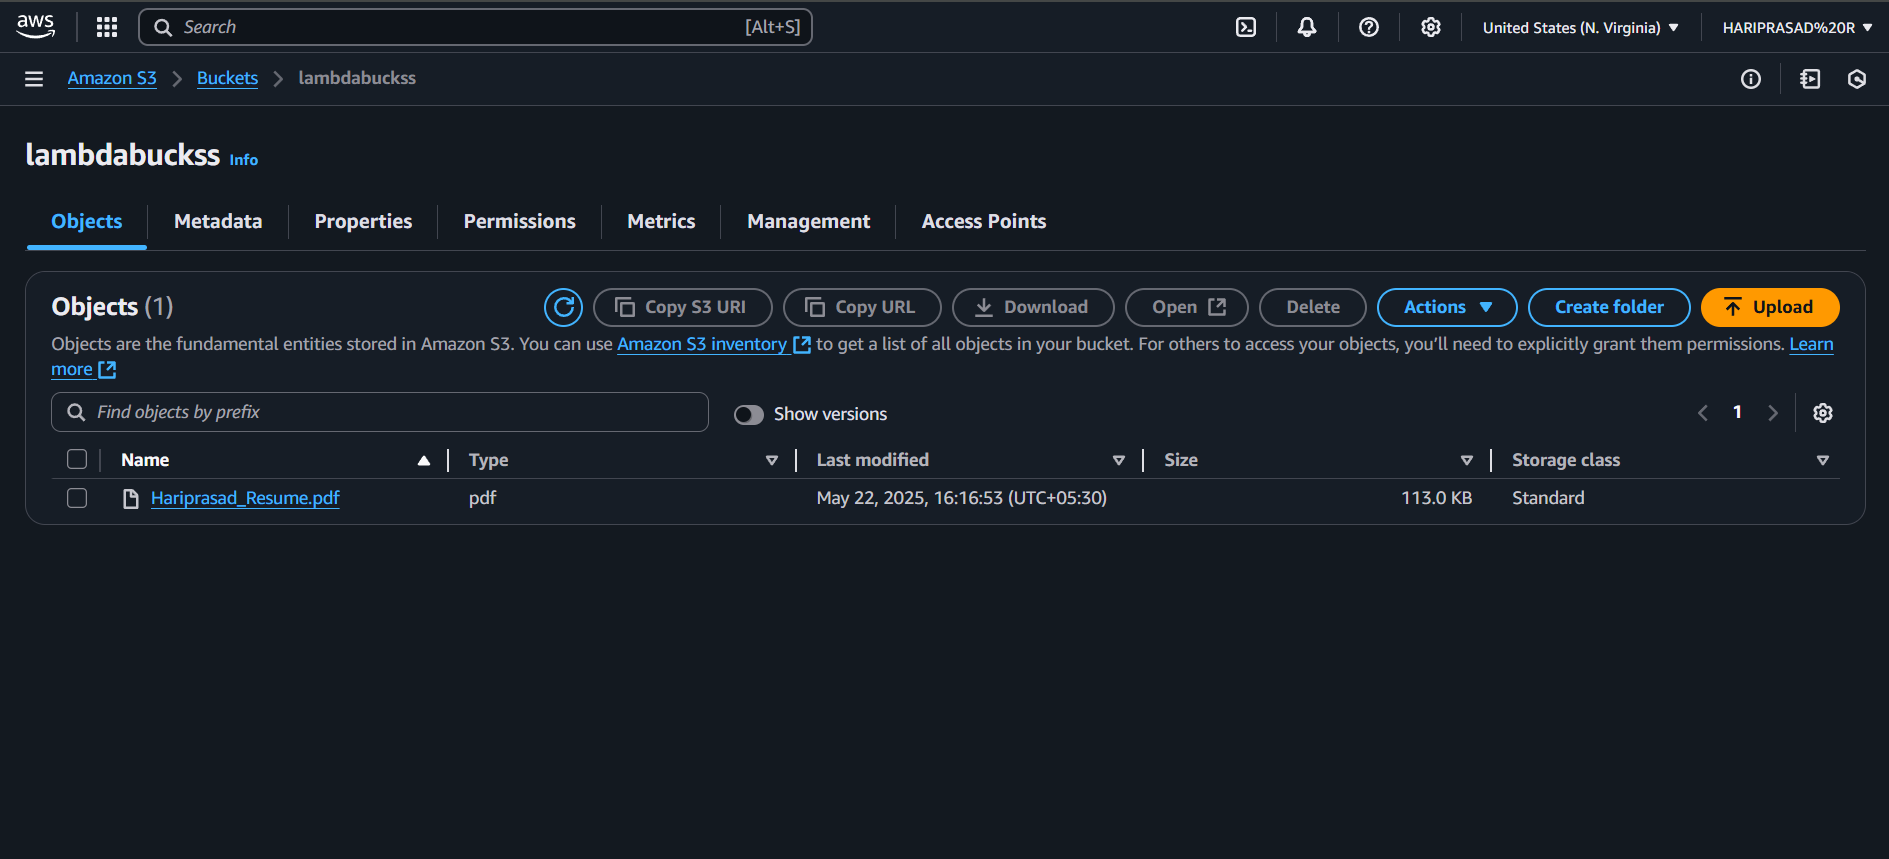 aws
Search [Alt+S]
United States (N. Virginia)
HARIPRASAD%20R
Amazon S3 Buckets lambdabuckss
lambdabuckss Info
Objects Metadata Properties Permissions Metrics Management Access Points
Objects (1)
Copy S3 URI Copy URL Download Open Delete Actions Create folder Upload
Objects are the fundamental entities stored in Amazon S3. You can use Amazon S3 inventory to get a list of all objects in your bucket. For others to access your objects, you’ll need to explicitly grant them permissions. Learn
more
Find objects by prefix
Show versions
1
Name Type Last modified Size Storage class
Hariprasad_Resume.pdf pdf May 22, 2025, 16:16:53 (UTC+05:30) 113.0 KB Standard